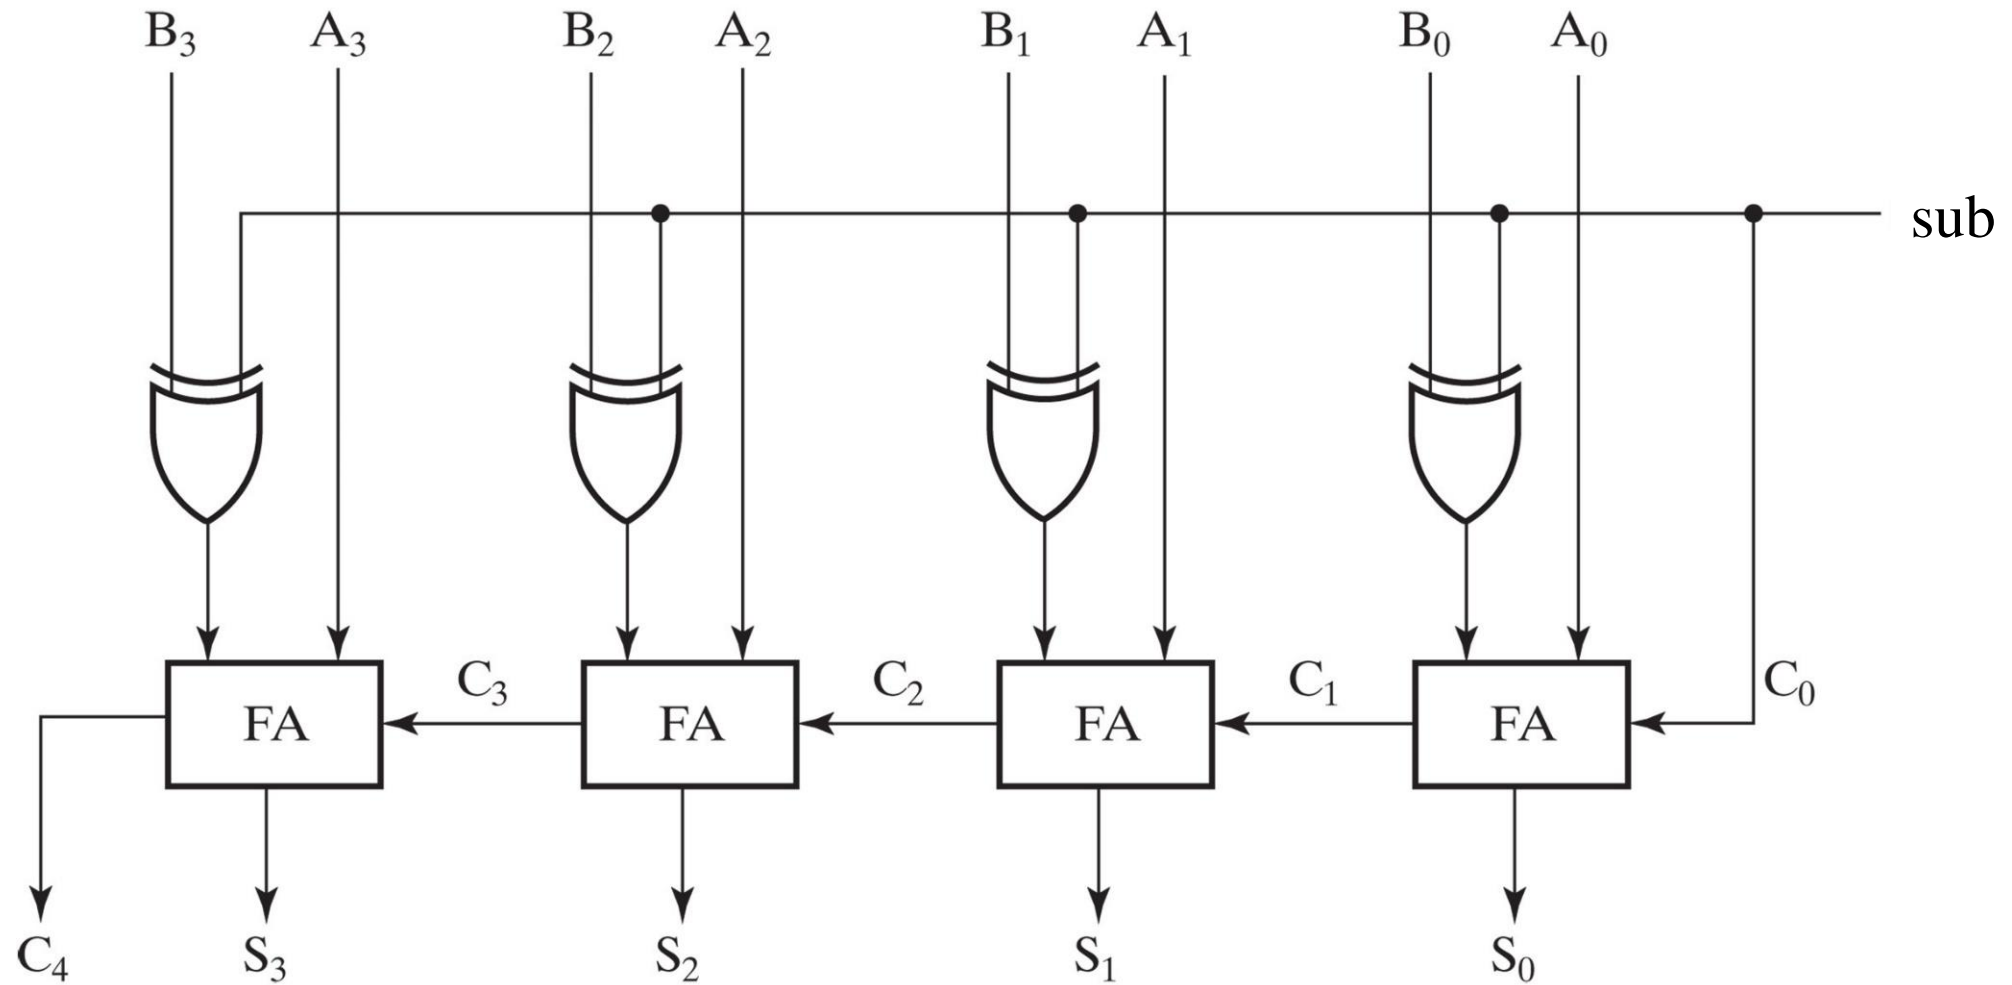 B₃ A₃ B₂ A₂ B₁ A₁ B₀ A₀
sub
C₃ C₂ C₁ C₀
FA FA FA FA
C₄ S₃ S₂ S₁ S₀